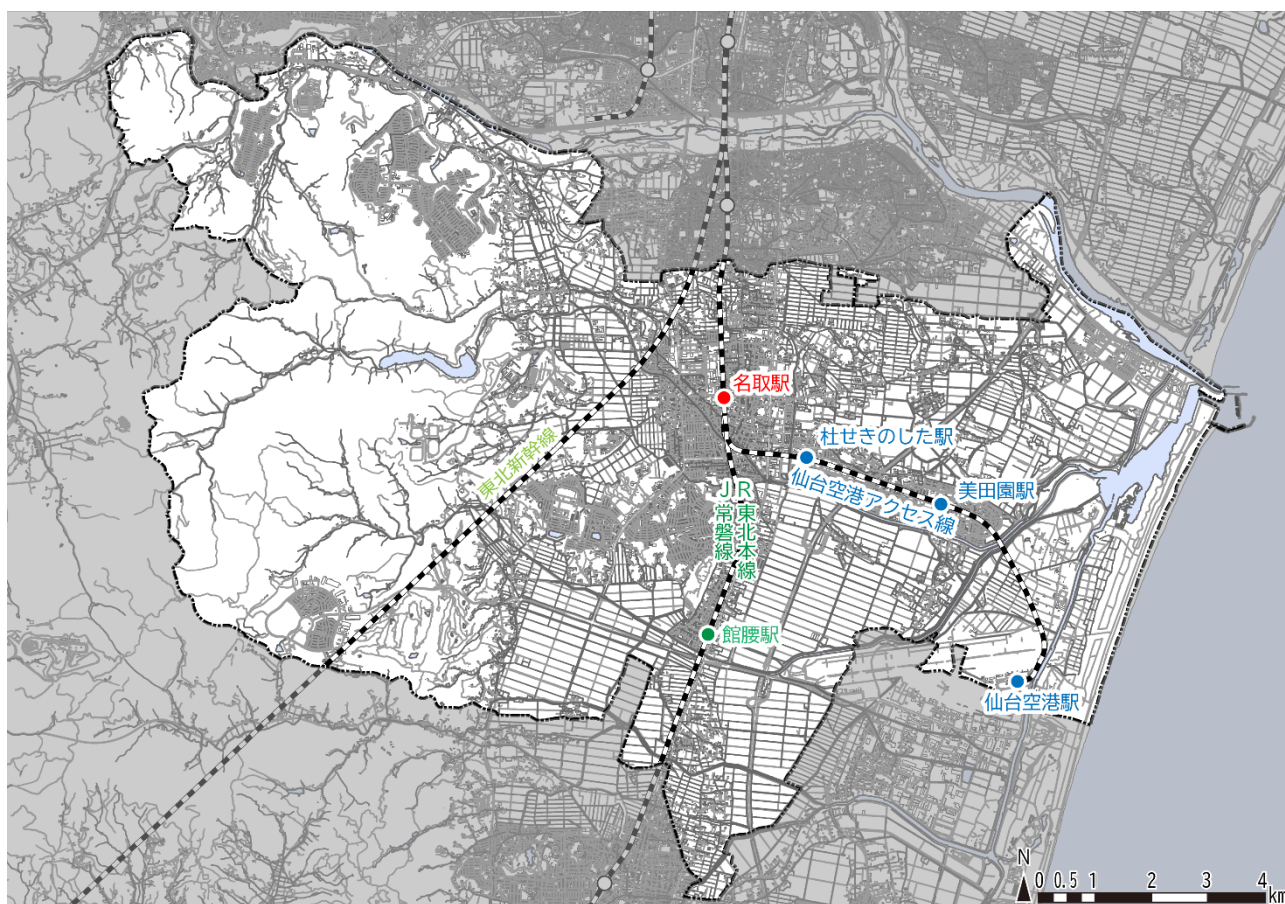 名取駅
杜せきのした駅
美田園駅
仙台空港アクセス線
東北新幹線
JR東北本線
常磐線
館腰駅
仙台空港駅
N
0 0.5 1 2 3 4
km